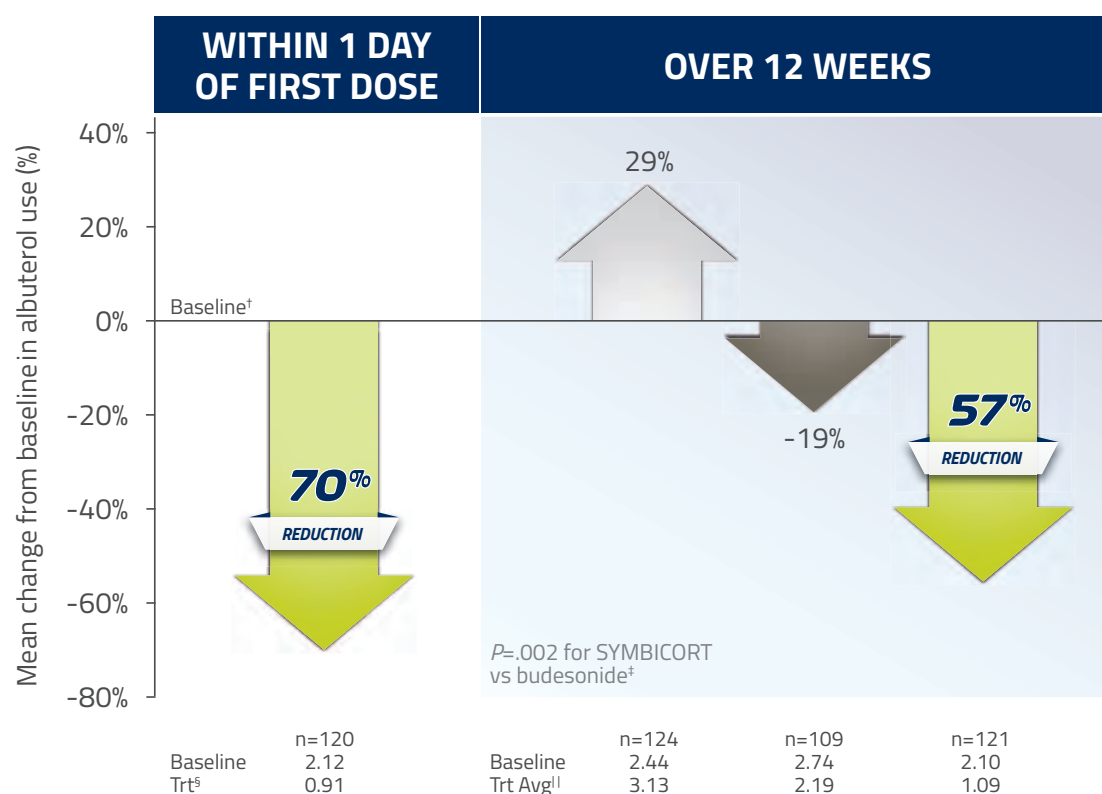 WITHIN 1 DAY
OF FIRST DOSE
OVER 12 WEEKS
Mean change from baseline in albuterol use (%)
40%
20%
0%
-20%
-40%
-60%
-80%
Baseline†
70%
REDUCTION
29%
-19%
57%
REDUCTION
P=.002 for SYMBICORT
vs budesonide‡
n=120
Baseline 2.12
Trt§ 0.91
n=124 n=109 n=121
Baseline 2.44 2.74 2.10
Trt Avg|| 3.13 2.19 1.09